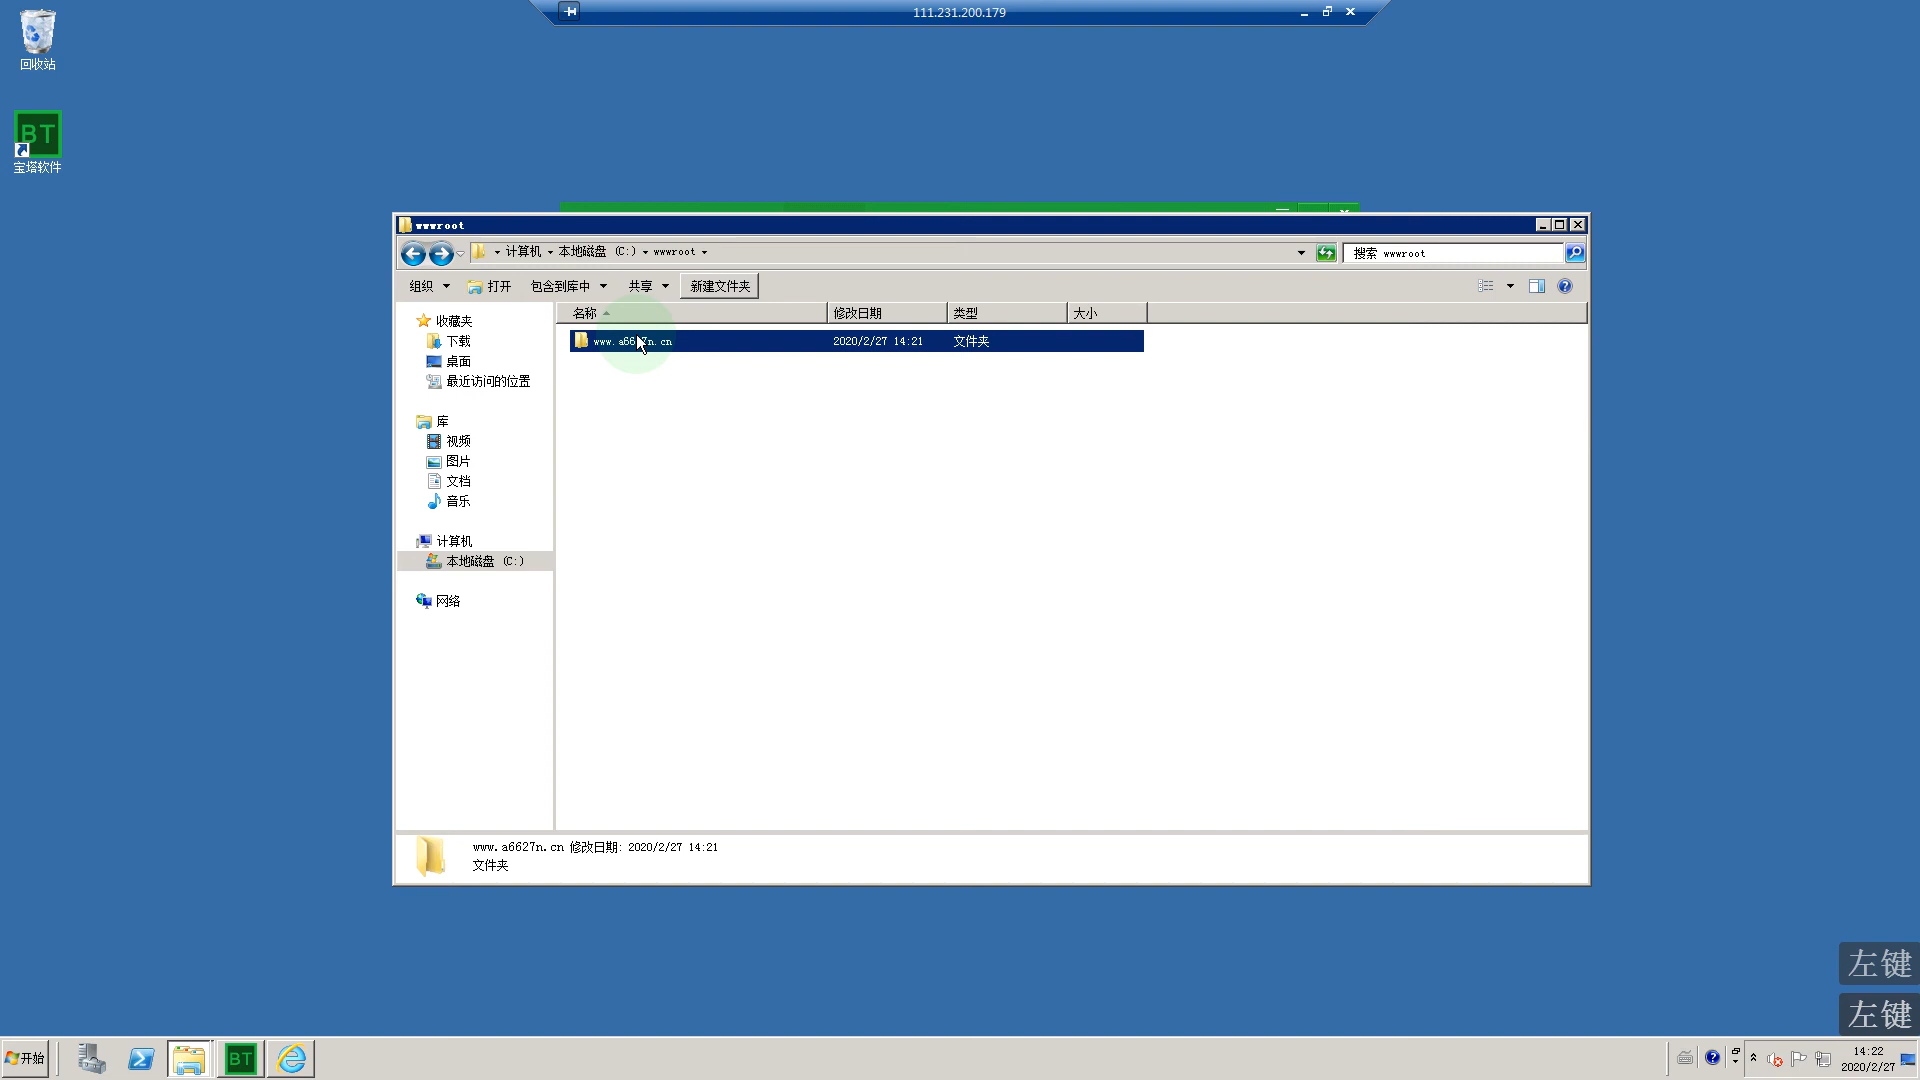 111.231.200.179
回收站
BT
宝塔软件
wwwroot
计算机 本地磁盘 (C:) wwwroot
搜索 wwwroot
组织 打开 包含到库中 共享 新建文件夹
名称 修改日期 类型 大小
www.a6627n.cn 2020/2/27 14:21 文件夹
收藏夹
下载
桌面
最近访问的位置
库
视频
图片
文档
音乐
计算机
本地磁盘 (C:)
网络
www.a6627n.cn 修改日期: 2020/2/27 14:21
文件夹
左键
左键
开始
BT
14:22
2020/2/27